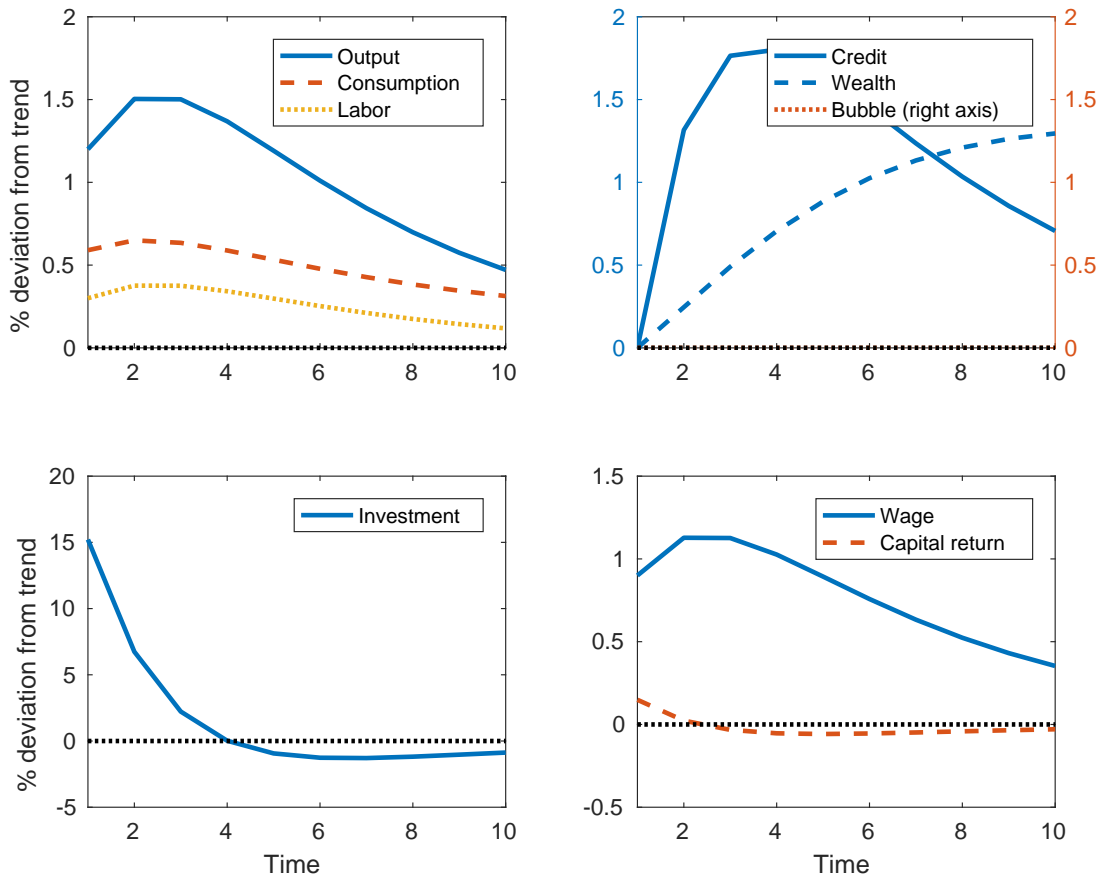 2
1.5
1
0.5
0
% deviation from trend
Output
Consumption
Labor
2 4 6 8 10
2
1.5
1
0.5
0
Credit
Wealth
Bubble (right axis)
2
1.5
1
0.5
0
2 4 6 8 10
20
15
10
5
0
-5
% deviation from trend
Investment
2 4 6 8 10
Time
1.5
1
0.5
0
-0.5
Wage
Capital return
2 4 6 8 10
Time